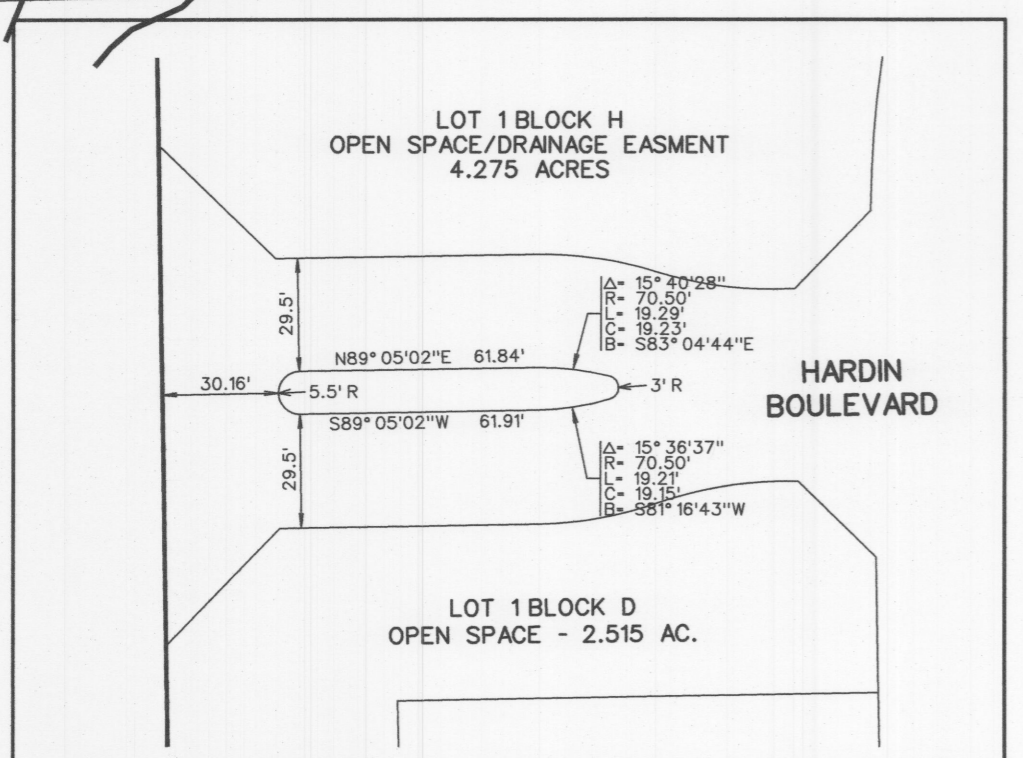 LOT 1 BLOCK H
OPEN SPACE/DRAINAGE EASMENT
4.275 ACRES
Δ= 15° 40'28"
R= 70.50'
L= 19.29'
C= 19.23'
B= S83° 04'44"E
29.5'
N89° 05'02"E 61.84'
30.16'
5.5' R
3' R
HARDIN
BOULEVARD
S89° 05'02"W 61.91'
29.5'
Δ= 15° 36'37"
R= 70.50'
L= 19.21'
C= 19.15'
B= S81° 16'43"W
LOT 1 BLOCK D
OPEN SPACE - 2.515 AC.